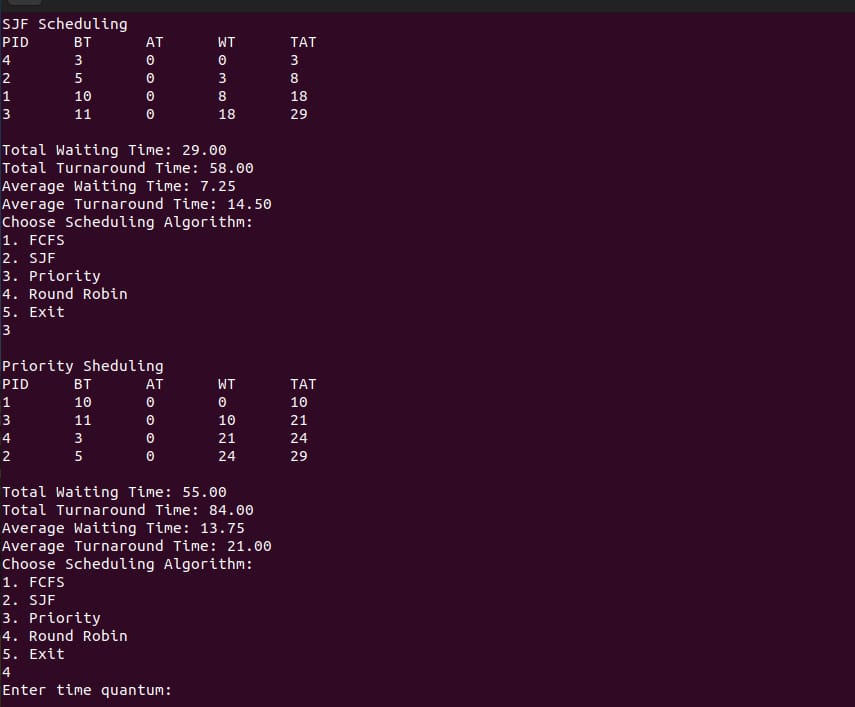 SJF Scheduling
PID BT AT WT TAT
4 3 0 0 3
2 5 0 3 8
1 10 0 8 18
3 11 0 18 29
Total Waiting Time: 29.00
Total Turnaround Time: 58.00
Average Waiting Time: 7.25
Average Turnaround Time: 14.50
Choose Scheduling Algorithm:
1. FCFS
2. SJF
3. Priority
4. Round Robin
5. Exit
3
Priority Sheduling
PID BT AT WT TAT
1 10 0 0 10
3 11 0 10 21
4 3 0 21 24
2 5 0 24 29
Total Waiting Time: 55.00
Total Turnaround Time: 84.00
Average Waiting Time: 13.75
Average Turnaround Time: 21.00
Choose Scheduling Algorithm:
1. FCFS
2. SJF
3. Priority
4. Round Robin
5. Exit
4
Enter time quantum: